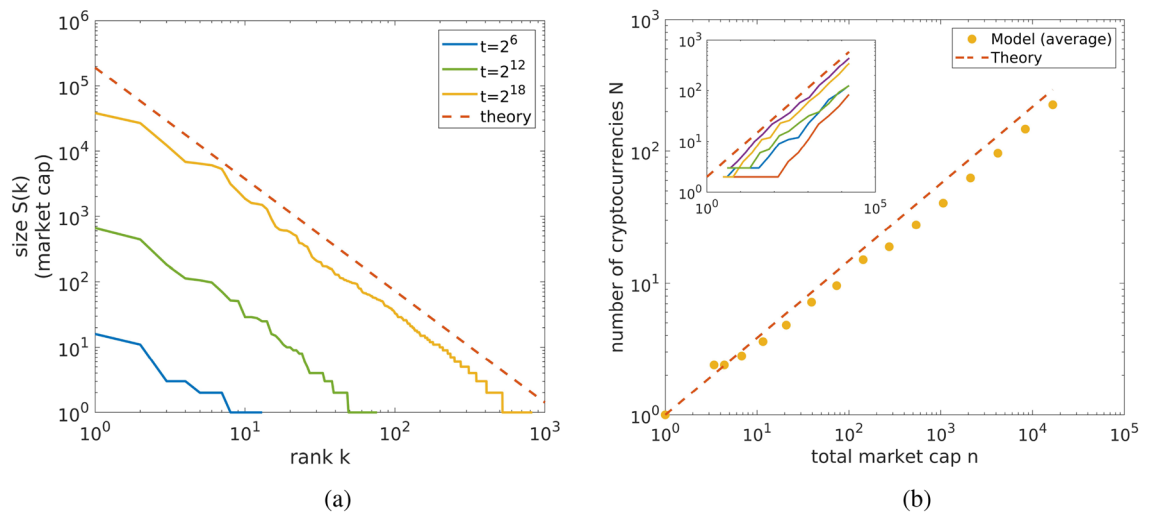 10^6
10^5
10^4
10^3
10^2
10^1
10^0
size S(k)
(market cap)
t=2^6
t=2^12
t=2^18
theory
10^0
10^1
10^2
10^3
rank k
(a)
10^3
10^2
10^1
10^0
number of cryptocurrencies N
Model (average)
Theory
10^3
10^2
10^1
10^0
10^0
10^5
10^0
10^1
10^2
10^3
10^4
10^5
total market cap n
(b)